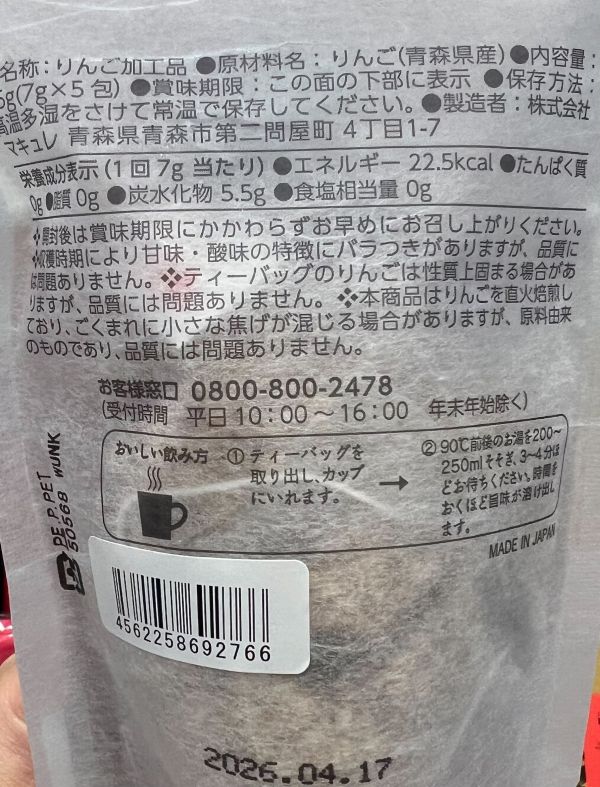 名称：りんご加工品 ●原材料名：りんご(青森県産) ●内容量：
5g(7g×5包) ●賞味期限：この面の下部に表示 ●保存方法：
高温多湿をさけて常温で保存してください。●製造者：株式会社
マキュレ 青森県青森市第二問屋町 4丁目1-7
栄養成分表示 (1回 7g 当たり) ●エネルギー 22.5kcal ●たんぱく質
0g ●脂質 0g ●炭水化物 5.5g ●食塩相当量 0g
❖開封後は賞味期限にかかわらずお早めにお召し上がりください。
❖収穫時期により甘味・酸味の特徴にバラつきがありますが、品質に
は問題ありません。❖ティーバッグのりんごは性質上固まる場合があ
りますが、品質には問題ありません。❖本商品はりんごを直火焙煎し
ており、ごくまれに小さな焦げが混じる場合がありますが、原料由来
のものであり、品質には問題ありません。
お客様窓口 0800-800-2478
(受付時間 平日 10：00～16：00 年末年始除く)
おいしい飲み方
①ティーバッグを
取り出し、カップ
にいれます。
→
②90℃前後のお湯を200～
250mlそそぎ、3～4分ほ
どお待ちください。時間を
おくほど旨味が溶け出し
ます。
MADE IN JAPAN
PE.P.PET
50568 WUNK
4562258692766
2026.04.17